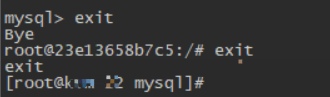 mysql> exit
Bye
root@23e13658b7c5:/# exit
exit
[root@ mysql]#